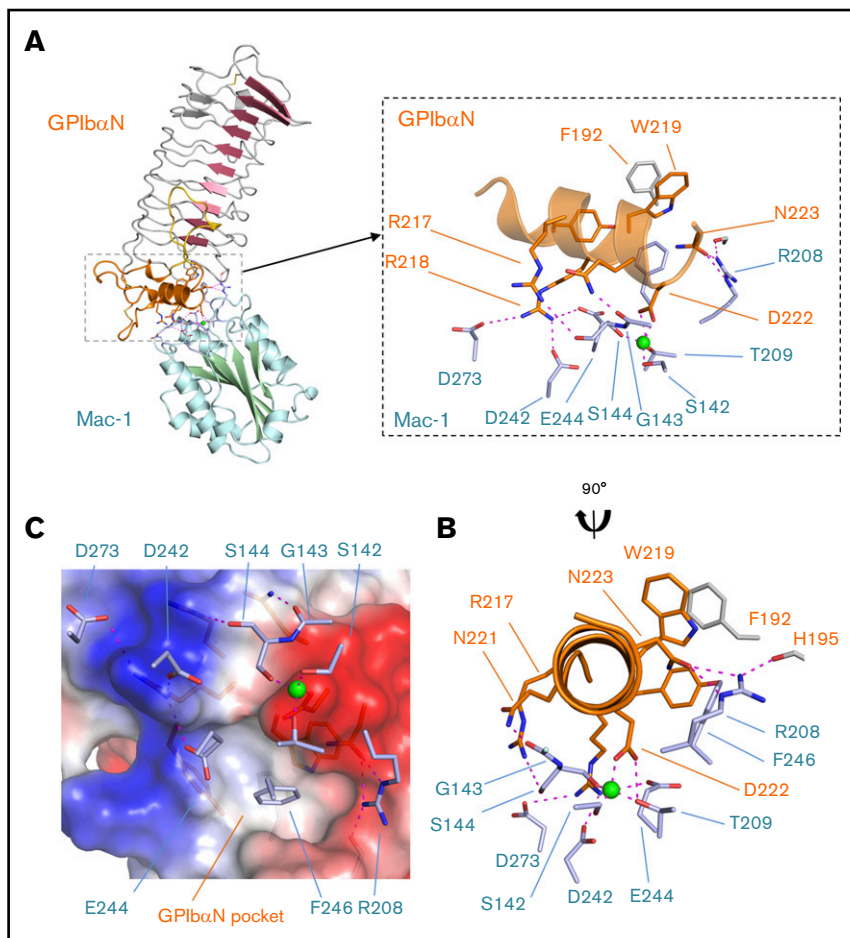 A
GPIbαN
Mac-1
GPIbαN
F192
W219
R217
N223
R218
R208
D222
T209
D273
D242
E244
S144
G143
S142
Mac-1
90°
C
D273
D242
S144
G143
S142
E244
GPIbαN pocket
F246
R208
B
W219
N223
R217
F192
N221
H195
R208
F246
G143
D222
S144
T209
D273
S142
D242
E244